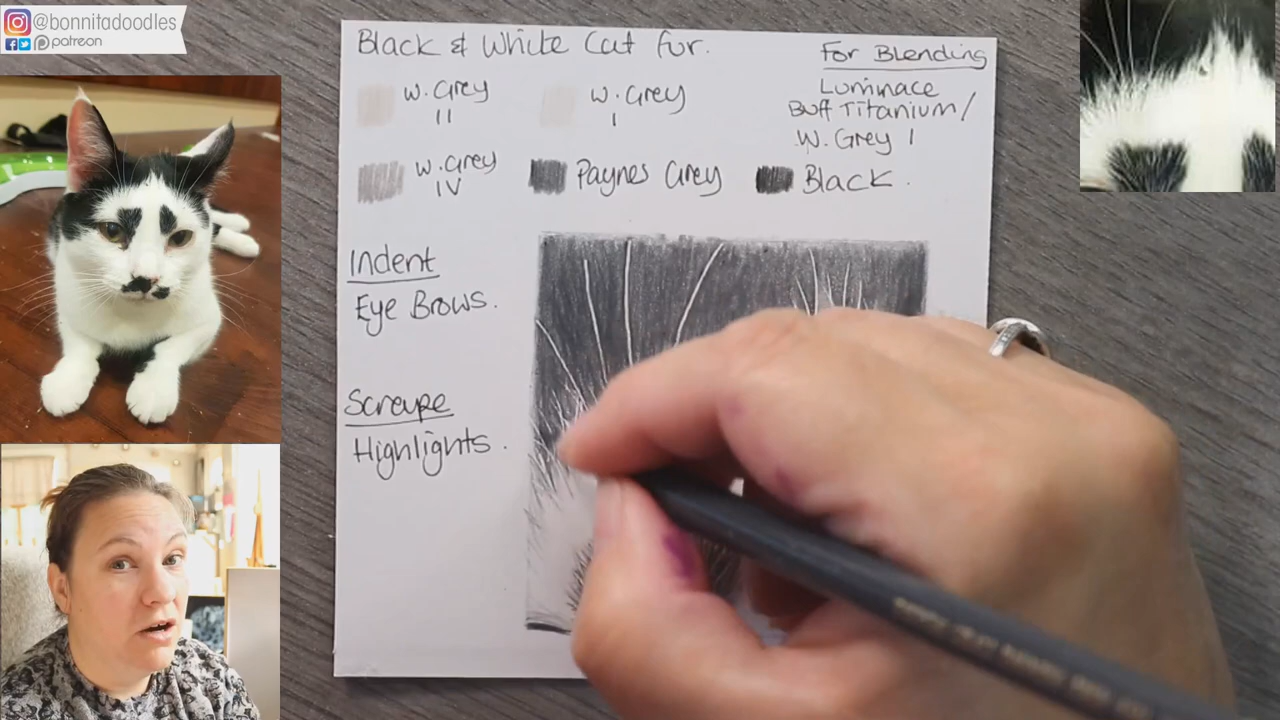 @bonnitadoodles
patreon
Black & White Cat fur.
W. Grey
II
W. Grey
I
For Blending
Luminace
Buff Titanium/
W. Grey 1
W. Grey
IV
Paynes Grey
Black.
Indent
Eye Brows.
Scrape
Highlights.